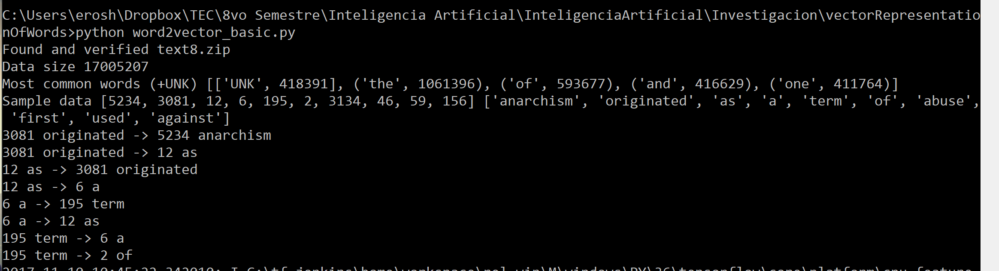 C:\Users\erosh\Dropbox\TEC\8vo Semestre\Inteligencia Artificial\InteligenciaArtificial\Investigacion\vectorRepresentatio
nOfWords>python word2vector_basic.py
Found and verified text8.zip
Data size 17005207
Most common words (+UNK) [['UNK', 418391], ('the', 1061396), ('of', 593677), ('and', 416629), ('one', 411764)]
Sample data [5234, 3081, 12, 6, 195, 2, 3134, 46, 59, 156] ['anarchism', 'originated', 'as', 'a', 'term', 'of', 'abuse',
 'first', 'used', 'against']
3081 originated -> 5234 anarchism
3081 originated -> 12 as
12 as -> 3081 originated
12 as -> 6 a
6 a -> 195 term
6 a -> 12 as
195 term -> 6 a
195 term -> 2 of